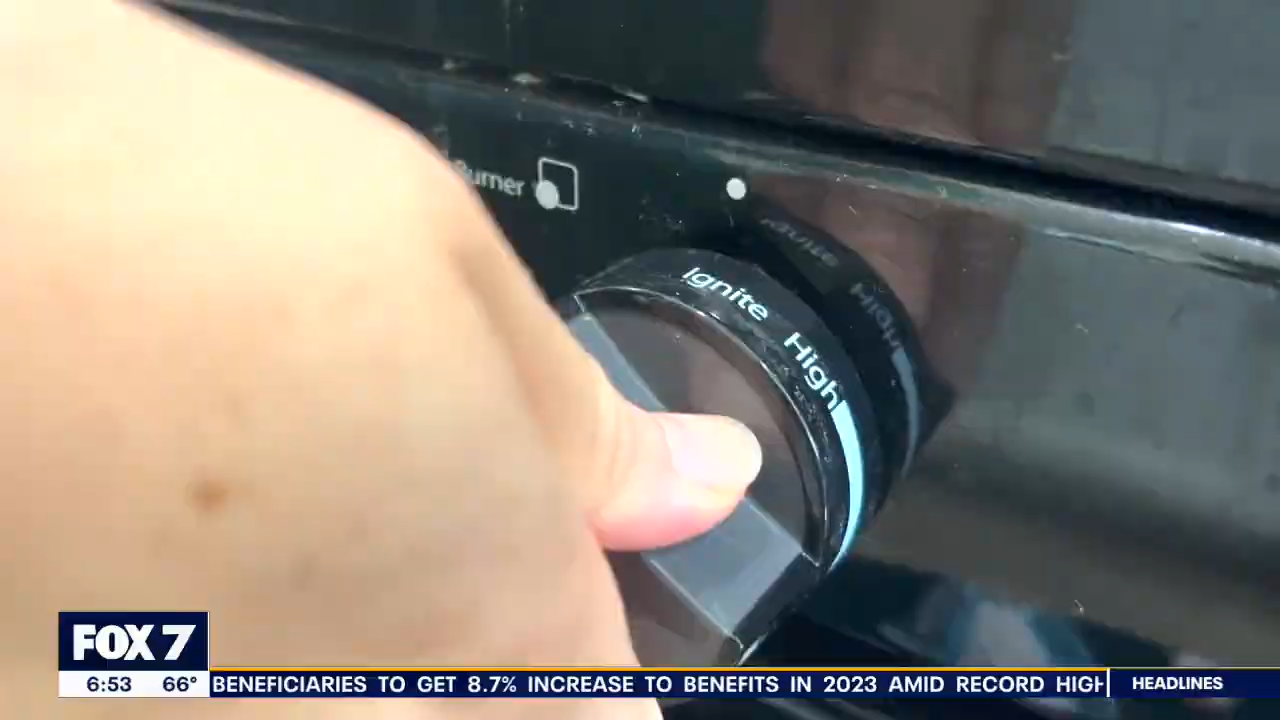 Burner
Ignite High
High
FOX 7
6:53 66°
BENEFICIARIES TO GET 8.7% INCREASE TO BENEFITS IN 2023 AMID RECORD HIGH
HEADLINES